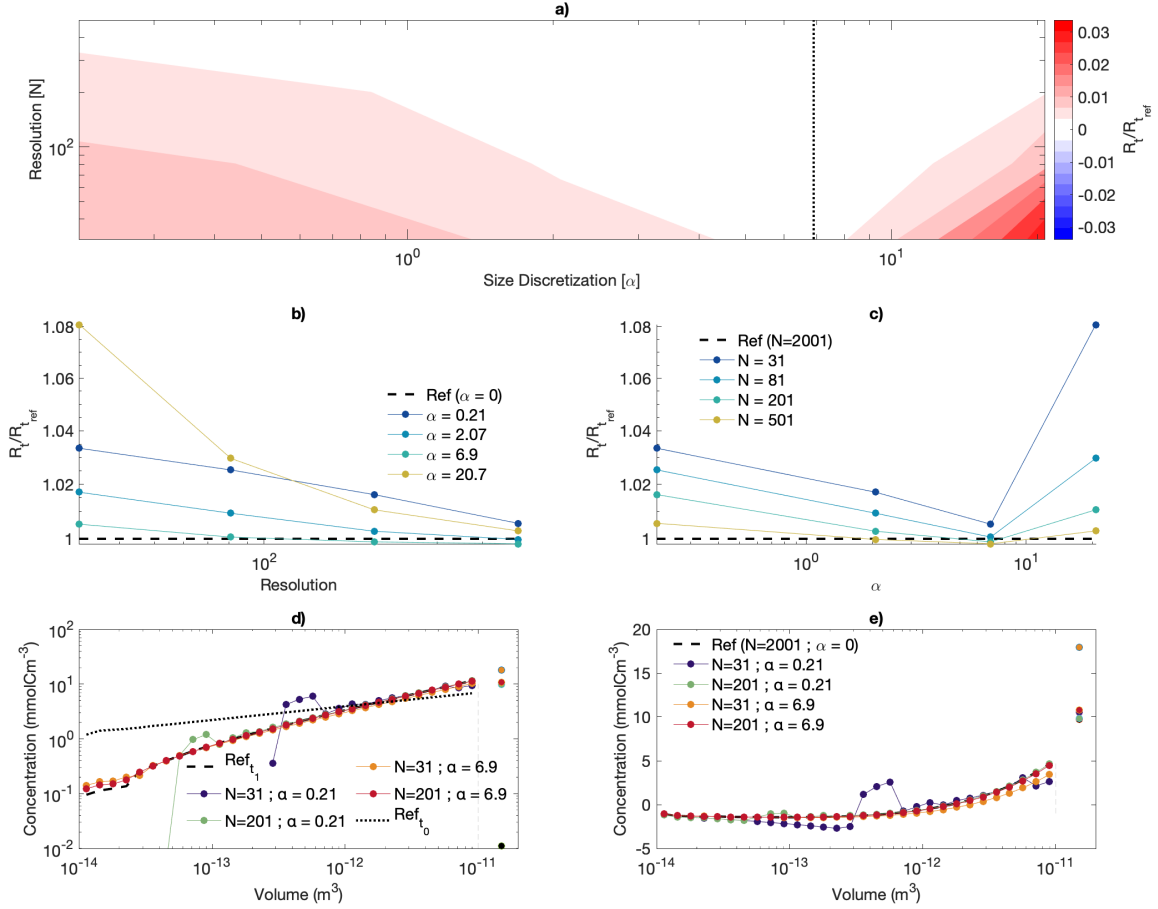 a)
Resolution [N]
10²
10⁰
10¹
Size Discretization [α]
0.03
0.02
0.01
0
-0.01
-0.02
-0.03
Rₜ/Rₜ_ref
b)
1.08
1.06
1.04
1.02
1
Rₜ/Rₜ_ref
Ref (α = 0)
α = 0.21
α = 2.07
α = 6.9
α = 20.7
10²
Resolution
c)
1.08
1.06
1.04
1.02
1
Rₜ/Rₜ_ref
Ref (N=2001)
N = 31
N = 81
N = 201
N = 501
10⁰
10¹
α
d)
10²
10¹
10⁰
10⁻¹
10⁻²
Concentration (mmolCm⁻³)
Ref_t₁
N=31 ; α = 0.21
N=201 ; α = 0.21
N=31 ; α = 6.9
N=201 ; α = 6.9
Ref_t₀
10⁻¹⁴
10⁻¹³
10⁻¹²
10⁻¹¹
Volume (m³)
e)
20
15
10
5
0
-5
Concentration (mmolCm⁻³)
Ref (N=2001 ; α = 0)
N=31 ; α = 0.21
N=201 ; α = 0.21
N=31 ; α = 6.9
N=201 ; α = 6.9
10⁻¹⁴
10⁻¹³
10⁻¹²
10⁻¹¹
Volume (m³)